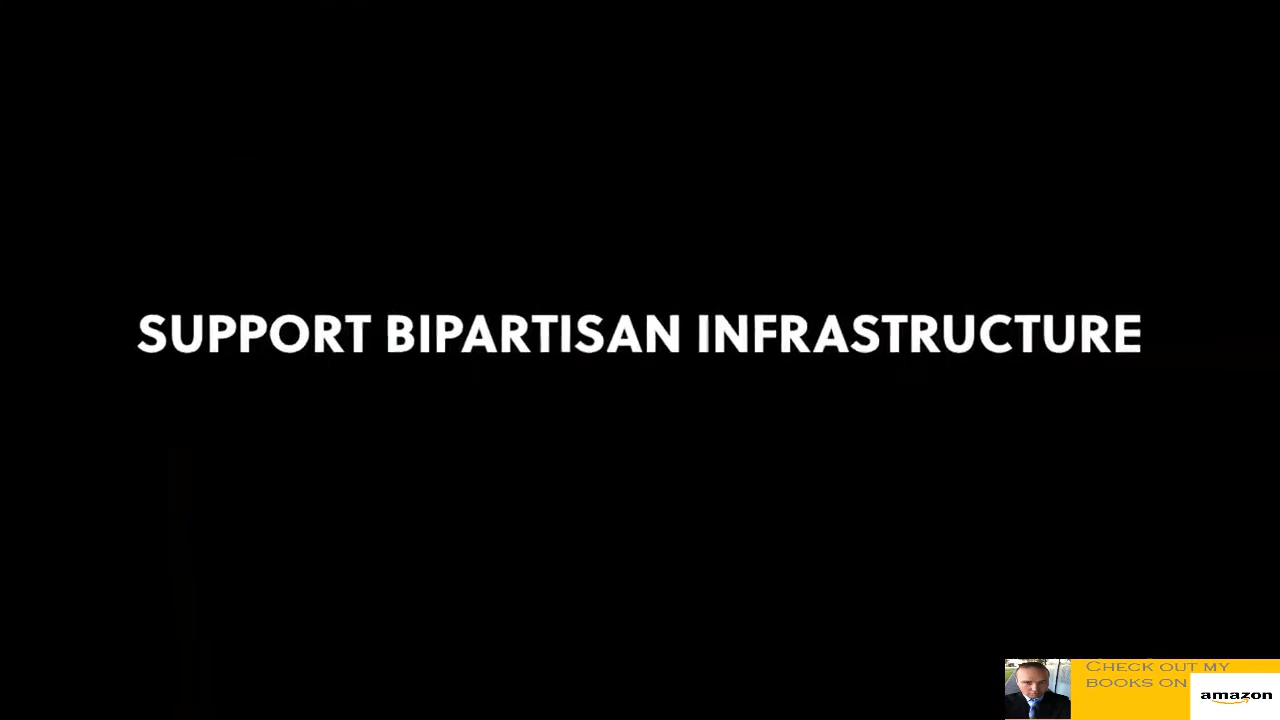 SUPPORT BIPARTISAN INFRASTRUCTURE
CHECK OUT MY
BOOKS ON
amazon